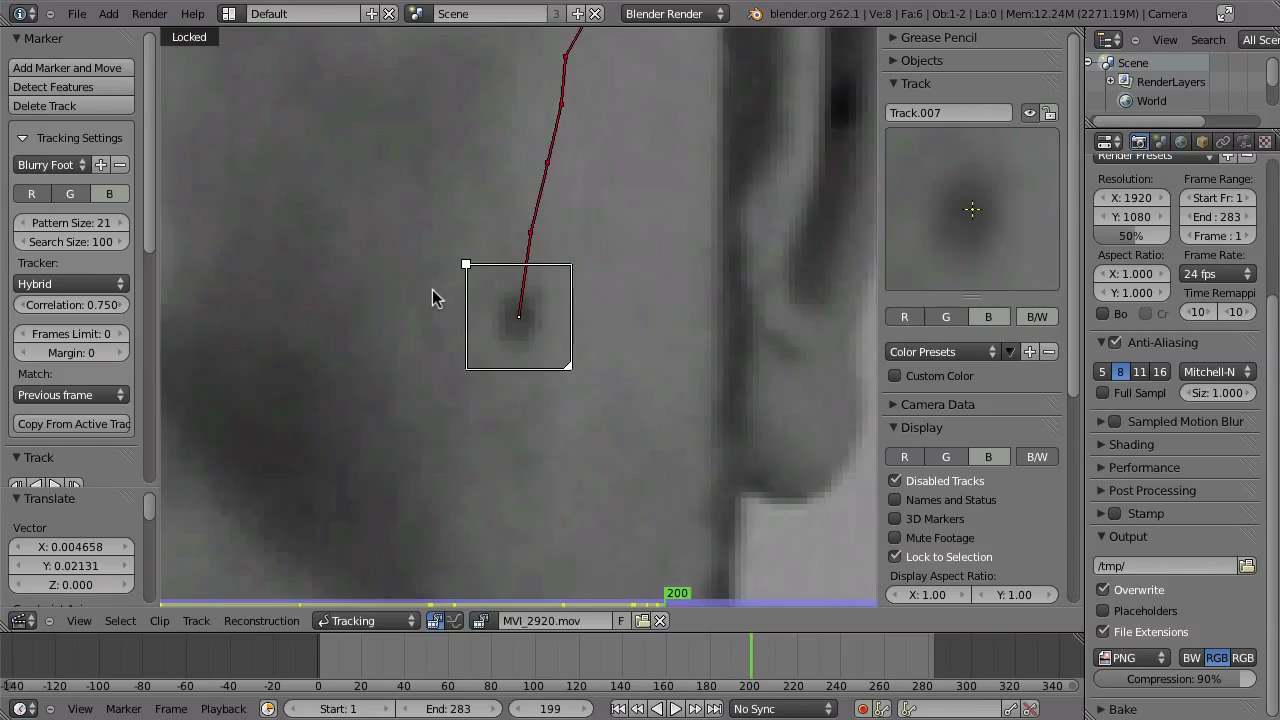 File Add Render Help Default Scene 3 Blender Render blender.org 262.1 | Ve:8 | Fa:6 | Ob:1-2 | La:0 | Mem:12.24M (2271.19M) | Camera
Locked
Marker
Add Marker and Move
Detect Features
Delete Track
Tracking Settings
Blurry Foot
R G B
Pattern Size: 21
Search Size: 100
Tracker:
Hybrid
Correlation: 0.750
Frames Limit: 0
Margin: 0
Match:
Previous frame
Copy From Active Trac
Track
Translate
Vector
X: 0.004658
Y: 0.02131
Z: 0.000
200
Grease Pencil
Objects
Track
Track.007
R G B B/W
Color Presets
Custom Color
Camera Data
Display
R G B B/W
Disabled Tracks
Names and Status
3D Markers
Mute Footage
Lock to Selection
Display Aspect Ratio:
X: 1.00 Y: 1.00
View Search All Scen
Scene
RenderLayers
World
Render Presets
Resolution: Frame Range:
X: 1920 Start Fr: 1
Y: 1080 End : 283
50% Frame : 1
Aspect Ratio: Frame Rate:
X: 1.000 24 fps
Y: 1.000 Time Remappi
Bo Cr 10 10
Anti-Aliasing
5 8 11 16 Mitchell-N
Full Sampl Siz: 1.000
Sampled Motion Blur
Shading
Performance
Post Processing
Stamp
Output
/tmp/
Overwrite
Placeholders
File Extensions
PNG BW RGB RGB
Compression: 90%
Bake
View Select Clip Track Reconstruction Tracking MVI_2920.mov F
-140 -120 -100 -80 -60 -40 -20 0 20 40 60 80 100 120 140 160 180 200 220 240 260 280 300 320 340
View Marker Frame Playback Start: 1 End: 283 199 No Sync